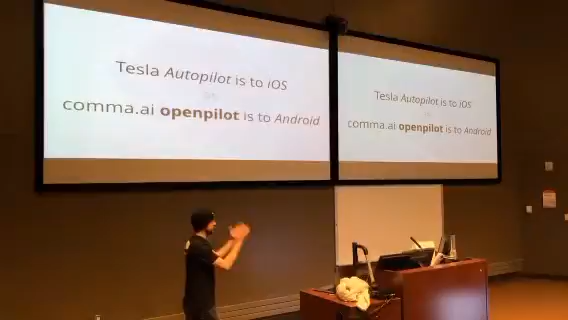 Tesla Autopilot is to iOS
comma.ai openpilot is to Android
Tesla Autopilot is to iOS
comma.ai openpilot is to Android